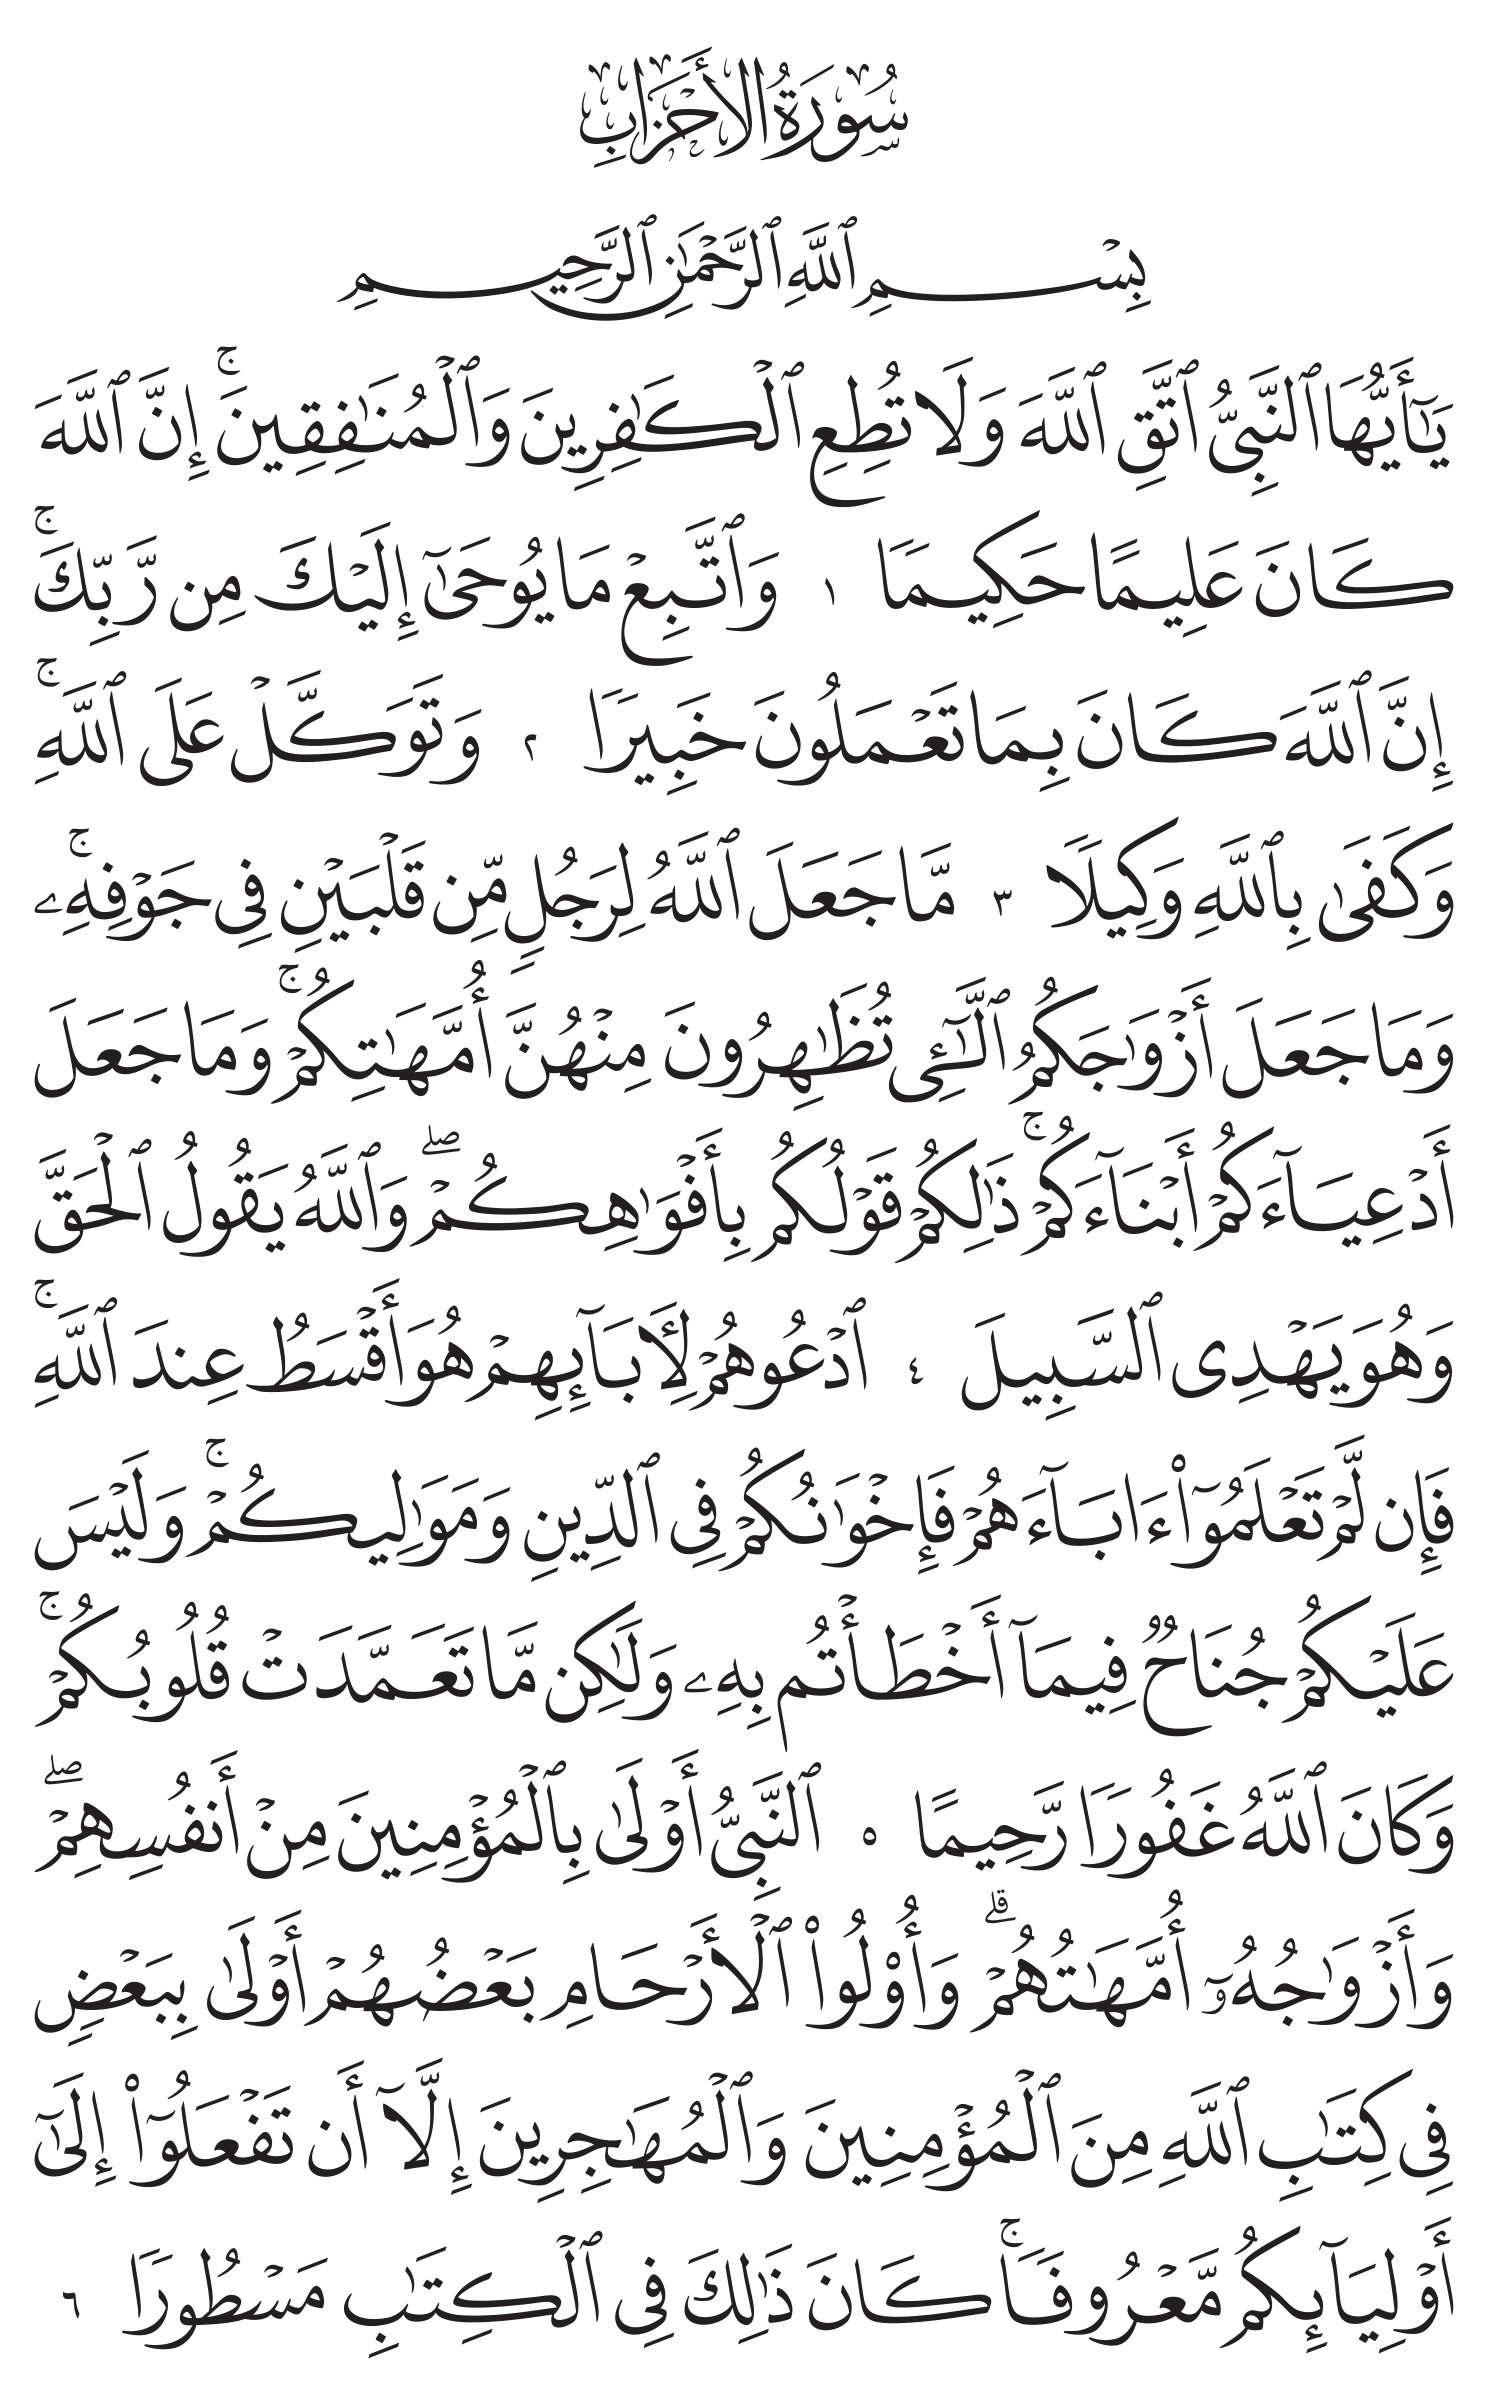 سُورَةُ الأَحۡزَابِ
بِسۡمِ ٱللَّهِ ٱلرَّحۡمَٰنِ ٱلرَّحِيمِ
يَٰٓأَيُّهَا ٱلنَّبِيُّ ٱتَّقِ ٱللَّهَ وَلَا تُطِعِ ٱلۡكَٰفِرِينَ وَٱلۡمُنَٰفِقِينَۚ إِنَّ ٱللَّهَ
كَانَ عَلِيمًا حَكِيمٗا ١ وَٱتَّبِعۡ مَا يُوحَىٰٓ إِلَيۡكَ مِن رَّبِّكَۚ
إِنَّ ٱللَّهَ كَانَ بِمَا تَعۡمَلُونَ خَبِيرٗا ٢ وَتَوَكَّلۡ عَلَى ٱللَّهِۚ
وَكَفَىٰ بِٱللَّهِ وَكِيلٗا ٣ مَّا جَعَلَ ٱللَّهُ لِرَجُلٖ مِّن قَلۡبَيۡنِ فِي جَوۡفِهِۦۚ
وَمَا جَعَلَ أَزۡوَٰجَكُمُ ٱلَّٰٓـِٔي تُظَٰهِرُونَ مِنۡهُنَّ أُمَّهَٰتِكُمۡۚ وَمَا جَعَلَ
أَدۡعِيَآءَكُمۡ أَبۡنَآءَكُمۡۚ ذَٰلِكُمۡ قَوۡلُكُم بِأَفۡوَٰهِكُمۡۖ وَٱللَّهُ يَقُولُ ٱلۡحَقَّ
وَهُوَ يَهۡدِي ٱلسَّبِيلَ ٤ ٱدۡعُوهُمۡ لِأٓبَآئِهِمۡ هُوَ أَقۡسَطُ عِندَ ٱللَّهِۚ
فَإِن لَّمۡ تَعۡلَمُوٓاْ ءَابَآءَهُمۡ فَإِخۡوَٰنُكُمۡ فِي ٱلدِّينِ وَمَوَٰلِيكُمۡۚ وَلَيۡسَ
عَلَيۡكُمۡ جُنَاحٞ فِيمَآ أَخۡطَأۡتُم بِهِۦ وَلَٰكِن مَّا تَعَمَّدَتۡ قُلُوبُكُمۡۚ
وَكَانَ ٱللَّهُ غَفُورٗا رَّحِيمًا ٥ ٱلنَّبِيُّ أَوۡلَىٰ بِٱلۡمُؤۡمِنِينَ مِنۡ أَنفُسِهِمۡۖ
وَأَزۡوَٰجُهُۥٓ أُمَّهَٰتُهُمۡۗ وَأُوْلُواْ ٱلۡأَرۡحَامِ بَعۡضُهُمۡ أَوۡلَىٰ بِبَعۡضٖ
فِي كِتَٰبِ ٱللَّهِ مِنَ ٱلۡمُؤۡمِنِينَ وَٱلۡمُهَٰجِرِينَ إِلَّآ أَن تَفۡعَلُوٓاْ إِلَىٰٓ
أَوۡلِيَآئِكُم مَّعۡرُوفٗاۚ كَانَ ذَٰلِكَ فِي ٱلۡكِتَٰبِ مَسۡطُورٗا ٦